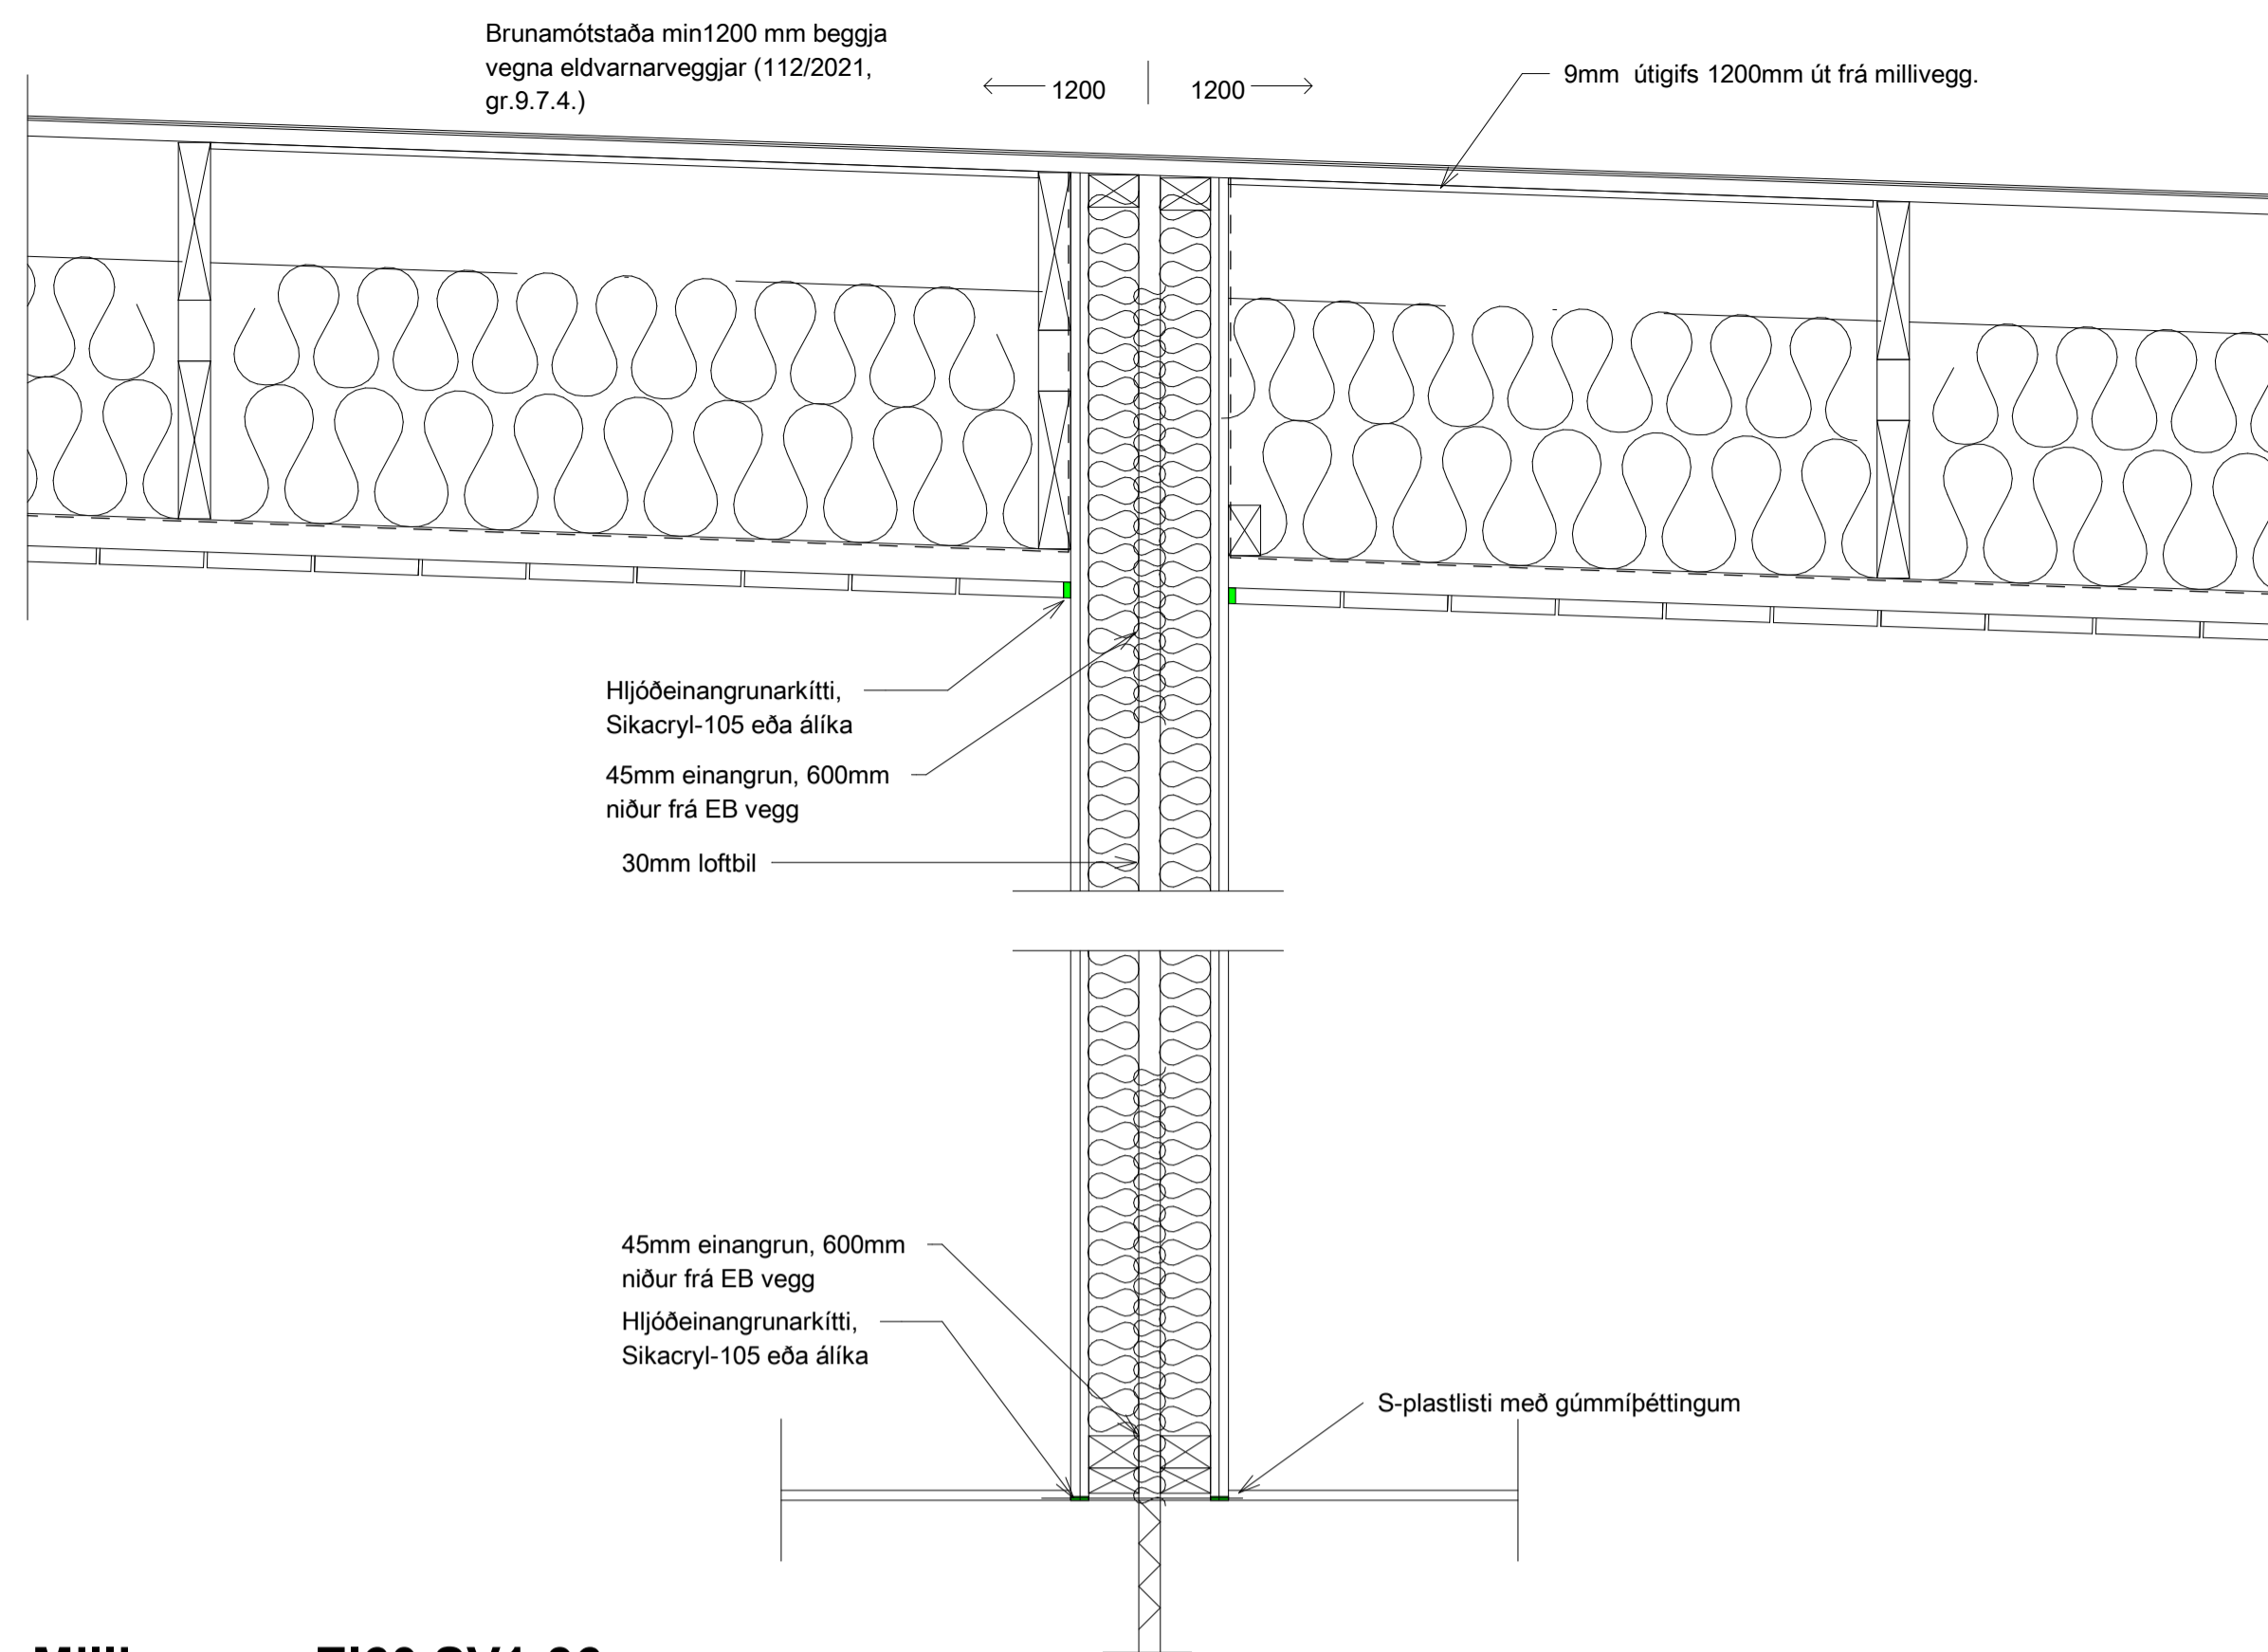 Brunamótstaða min1200 mm beggja
vegna eldvarnarveggjar (112/2021,
gr.9.7.4.)
1200
1200
9mm útigifs 1200mm út frá millivegg.
Hljóðeinangrunarkítti,
Sikacryl-105 eða álíka
45mm einangrun, 600mm
niður frá EB vegg
30mm loftbil
45mm einangrun, 600mm
niður frá EB vegg
Hljóðeinangrunarkítti,
Sikacryl-105 eða álíka
S-plastlisti með gúmmíþéttingum